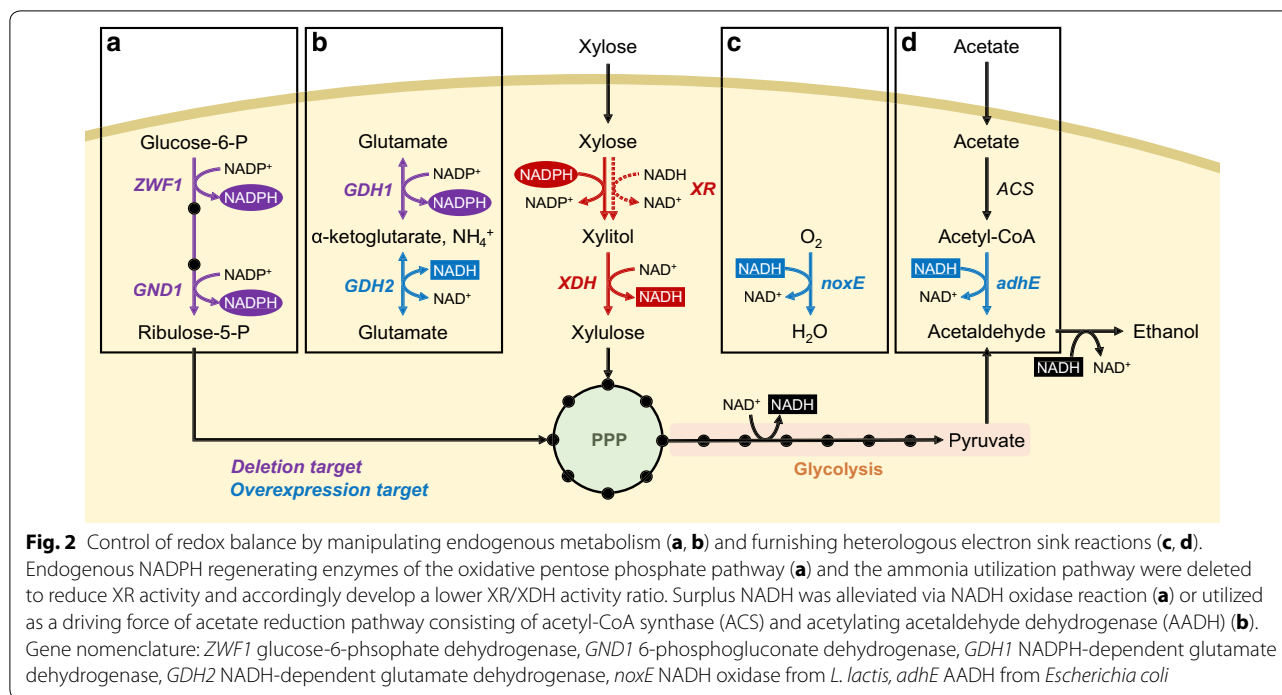 a
b
Xylose
c
d
Acetate
Glucose-6-P
Glutamate
Xylose
Acetate
ZWF1
NADP⁺
NADPH
GDH1
NADP⁺
NADPH
NADPH
NADP⁺
NADH
NAD⁺
XR
ACS
α-ketoglutarate, NH₄⁺
Xylitol
O₂
Acetyl-CoA
GND1
NADP⁺
NADPH
GDH2
NADH
NAD⁺
XDH
NAD⁺
NADH
NADH
NAD⁺
noxE
NADH
NAD⁺
adhE
Ribulose-5-P
Glutamate
Xylulose
H₂O
Acetaldehyde
Ethanol
NADH
NAD⁺
NAD⁺
NADH
PPP
Pyruvate
Glycolysis
Deletion target
Overexpression target
Fig. 2 Control of redox balance by manipulating endogenous metabolism (a, b) and furnishing heterologous electron sink reactions (c, d).
Endogenous NADPH regenerating enzymes of the oxidative pentose phosphate pathway (a) and the ammonia utilization pathway were deleted
to reduce XR activity and accordingly develop a lower XR/XDH activity ratio. Surplus NADH was alleviated via NADH oxidase reaction (a) or utilized
as a driving force of acetate reduction pathway consisting of acetyl-CoA synthase (ACS) and acetylating acetaldehyde dehydrogenase (AADH) (b).
Gene nomenclature: ZWF1 glucose-6-phsophate dehydrogenase, GND1 6-phosphogluconate dehydrogenase, GDH1 NADPH-dependent glutamate
dehydrogenase, GDH2 NADH-dependent glutamate dehydrogenase, noxE NADH oxidase from L. lactis, adhE AADH from Escherichia coli